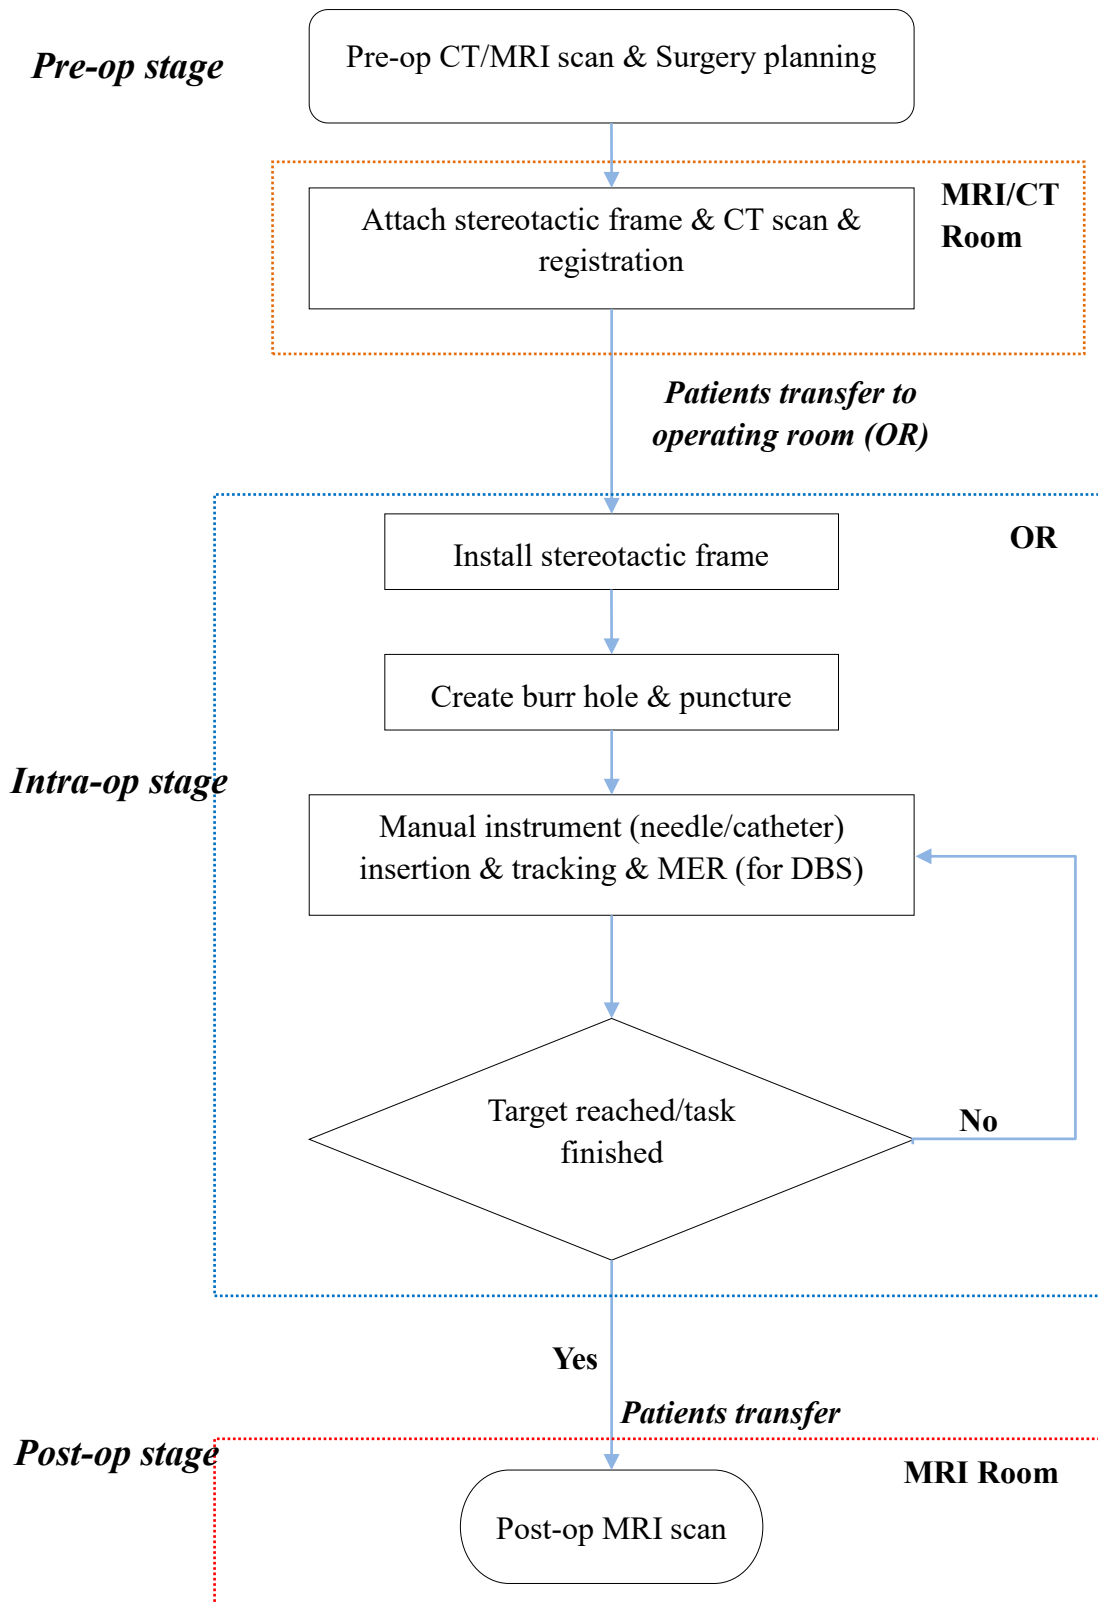 Pre-op stage
Pre-op CT/MRI scan & Surgery planning
MRI/CT
Room
Attach stereotactic frame & CT scan &
registration
Patients transfer to
operating room (OR)
OR
Install stereotactic frame
Create burr hole & puncture
Intra-op stage
Manual instrument (needle/catheter)
insertion & tracking & MER (for DBS)
Target reached/task
finished
No
Yes
Patients transfer
Post-op stage
MRI Room
Post-op MRI scan